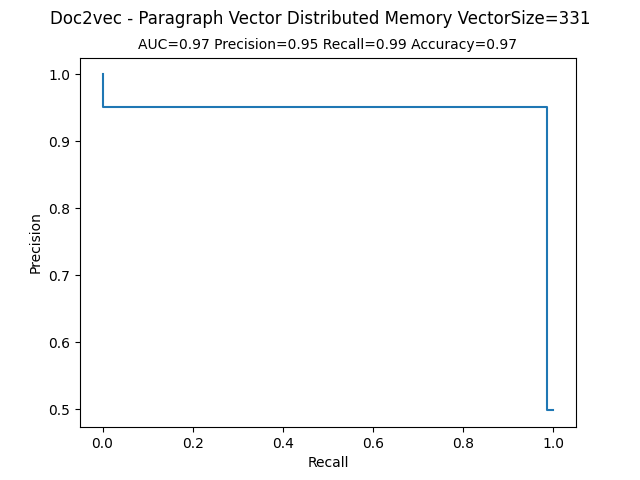 Doc2vec - Paragraph Vector Distributed Memory VectorSize=331
AUC=0.97 Precision=0.95 Recall=0.99 Accuracy=0.97
1.0
0.9
0.8
0.7
0.6
0.5
Precision
0.0 0.2 0.4 0.6 0.8 1.0
Recall